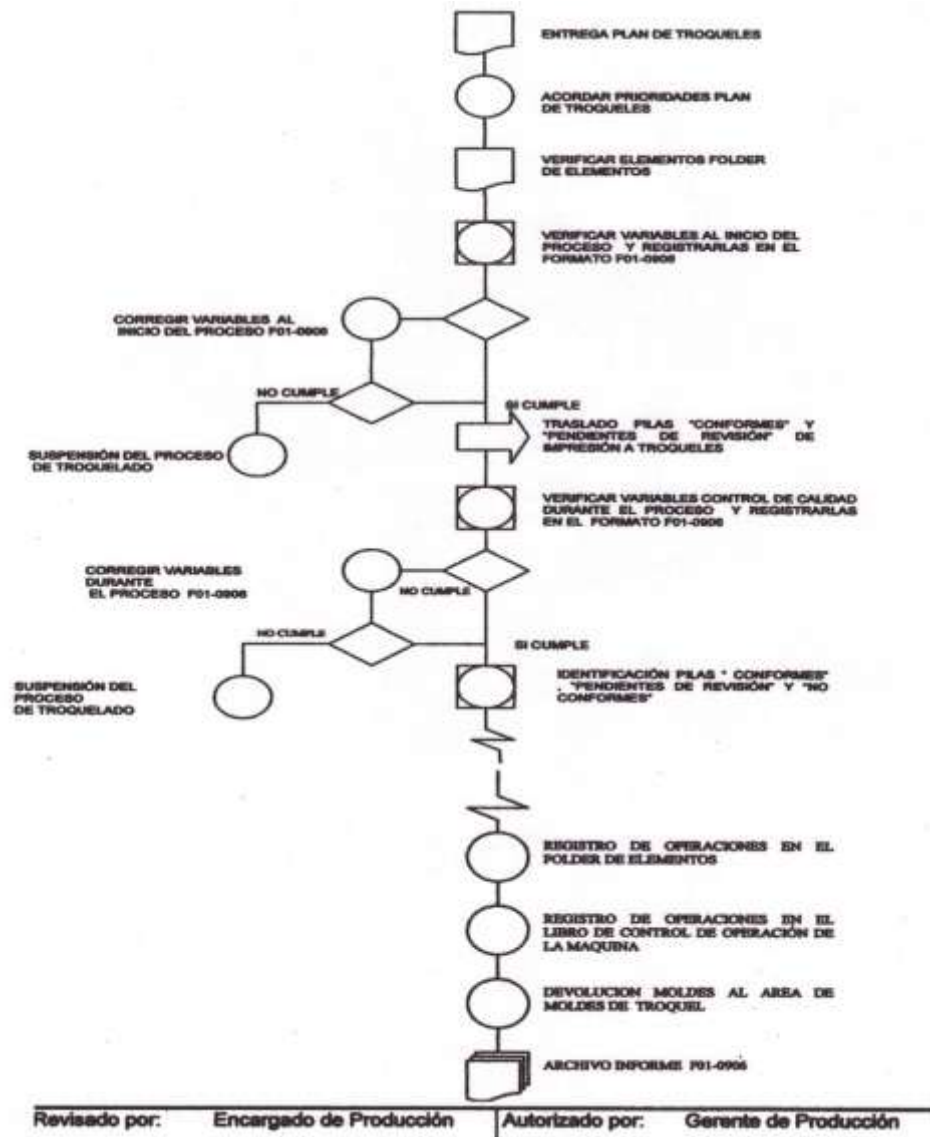 ENTREGA PLAN DE TROQUELES
ACORDAR PRIORIDADES PLAN
DE TROQUELES
VERIFICAR ELEMENTOS FOLDER
DE ELEMENTOS
VERIFICAR VARIABLES AL INICIO DEL
PROCESO Y REGISTRARLAS EN EL
FORMATO F01-0906
CORREGIR VARIABLES AL
INICIO DEL PROCESO F01-0906
NO CUMPLE
SI CUMPLE
TRASLADO PILAS "CONFORMES" Y
"PENDIENTES DE REVISIÓN" DE
IMPRESIÓN A TROQUELES
SUSPENSIÓN DEL PROCESO
DE TROQUELADO
VERIFICAR VARIABLES CONTROL DE CALIDAD
DURANTE EL PROCESO Y REGISTRARLAS
EN EL FORMATO F01-0906
CORREGIR VARIABLES
DURANTE
EL PROCESO F01-0906
NO CUMPLE
NO CUMPLE
SI CUMPLE
IDENTIFICACIÓN PILAS " CONFORMES"
, "PENDIENTES DE REVISIÓN" Y "NO
CONFORMES"
SUSPENSIÓN DEL
PROCESO
DE TROQUELADO
REGISTRO DE OPERACIONES EN EL
FOLDER DE ELEMENTOS
REGISTRO DE OPERACIONES EN EL
LIBRO DE CONTROL DE OPERACIÓN DE
LA MAQUINA
DEVOLUCION MOLDES AL AREA DE
MOLDES DE TROQUEL
ARCHIVO INFORME F01-0906
Revisado por: Encargado de Producción Autorizado por: Gerente de Producción